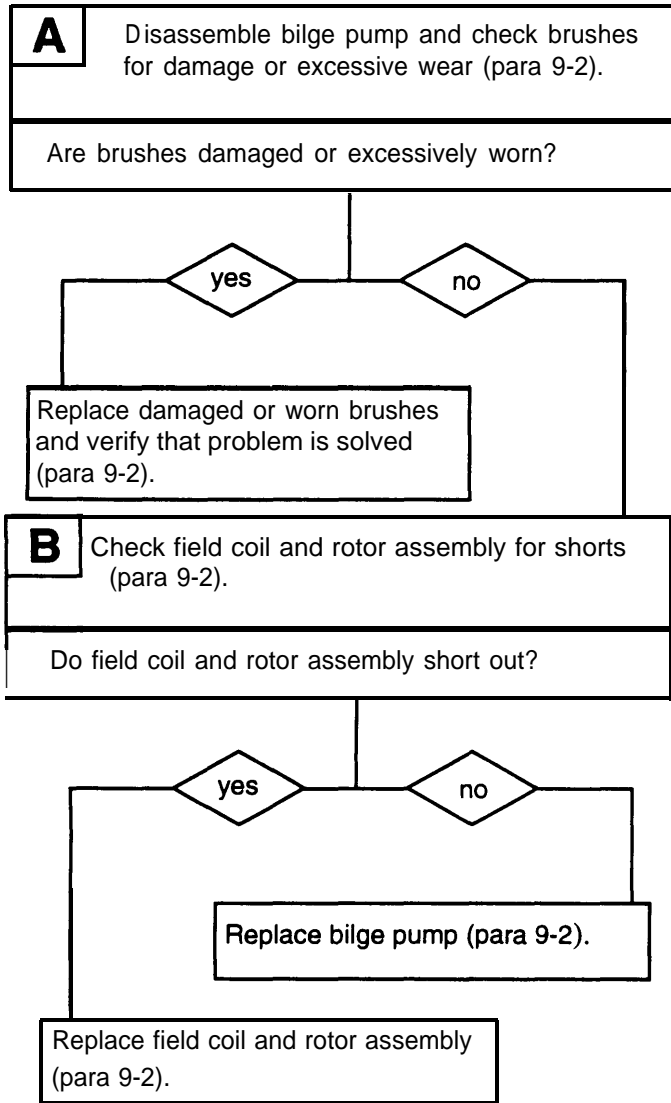 A
Disassemble bilge pump and check brushes
for damage or excessive wear (para 9-2).
Are brushes damaged or excessively worn?
yes
no
Replace damaged or worn brushes
and verify that problem is solved
(para 9-2).
B
Check field coil and rotor assembly for shorts
(para 9-2).
Do field coil and rotor assembly short out?
yes
no
Replace bilge pump (para 9-2).
Replace field coil and rotor assembly
(para 9-2).